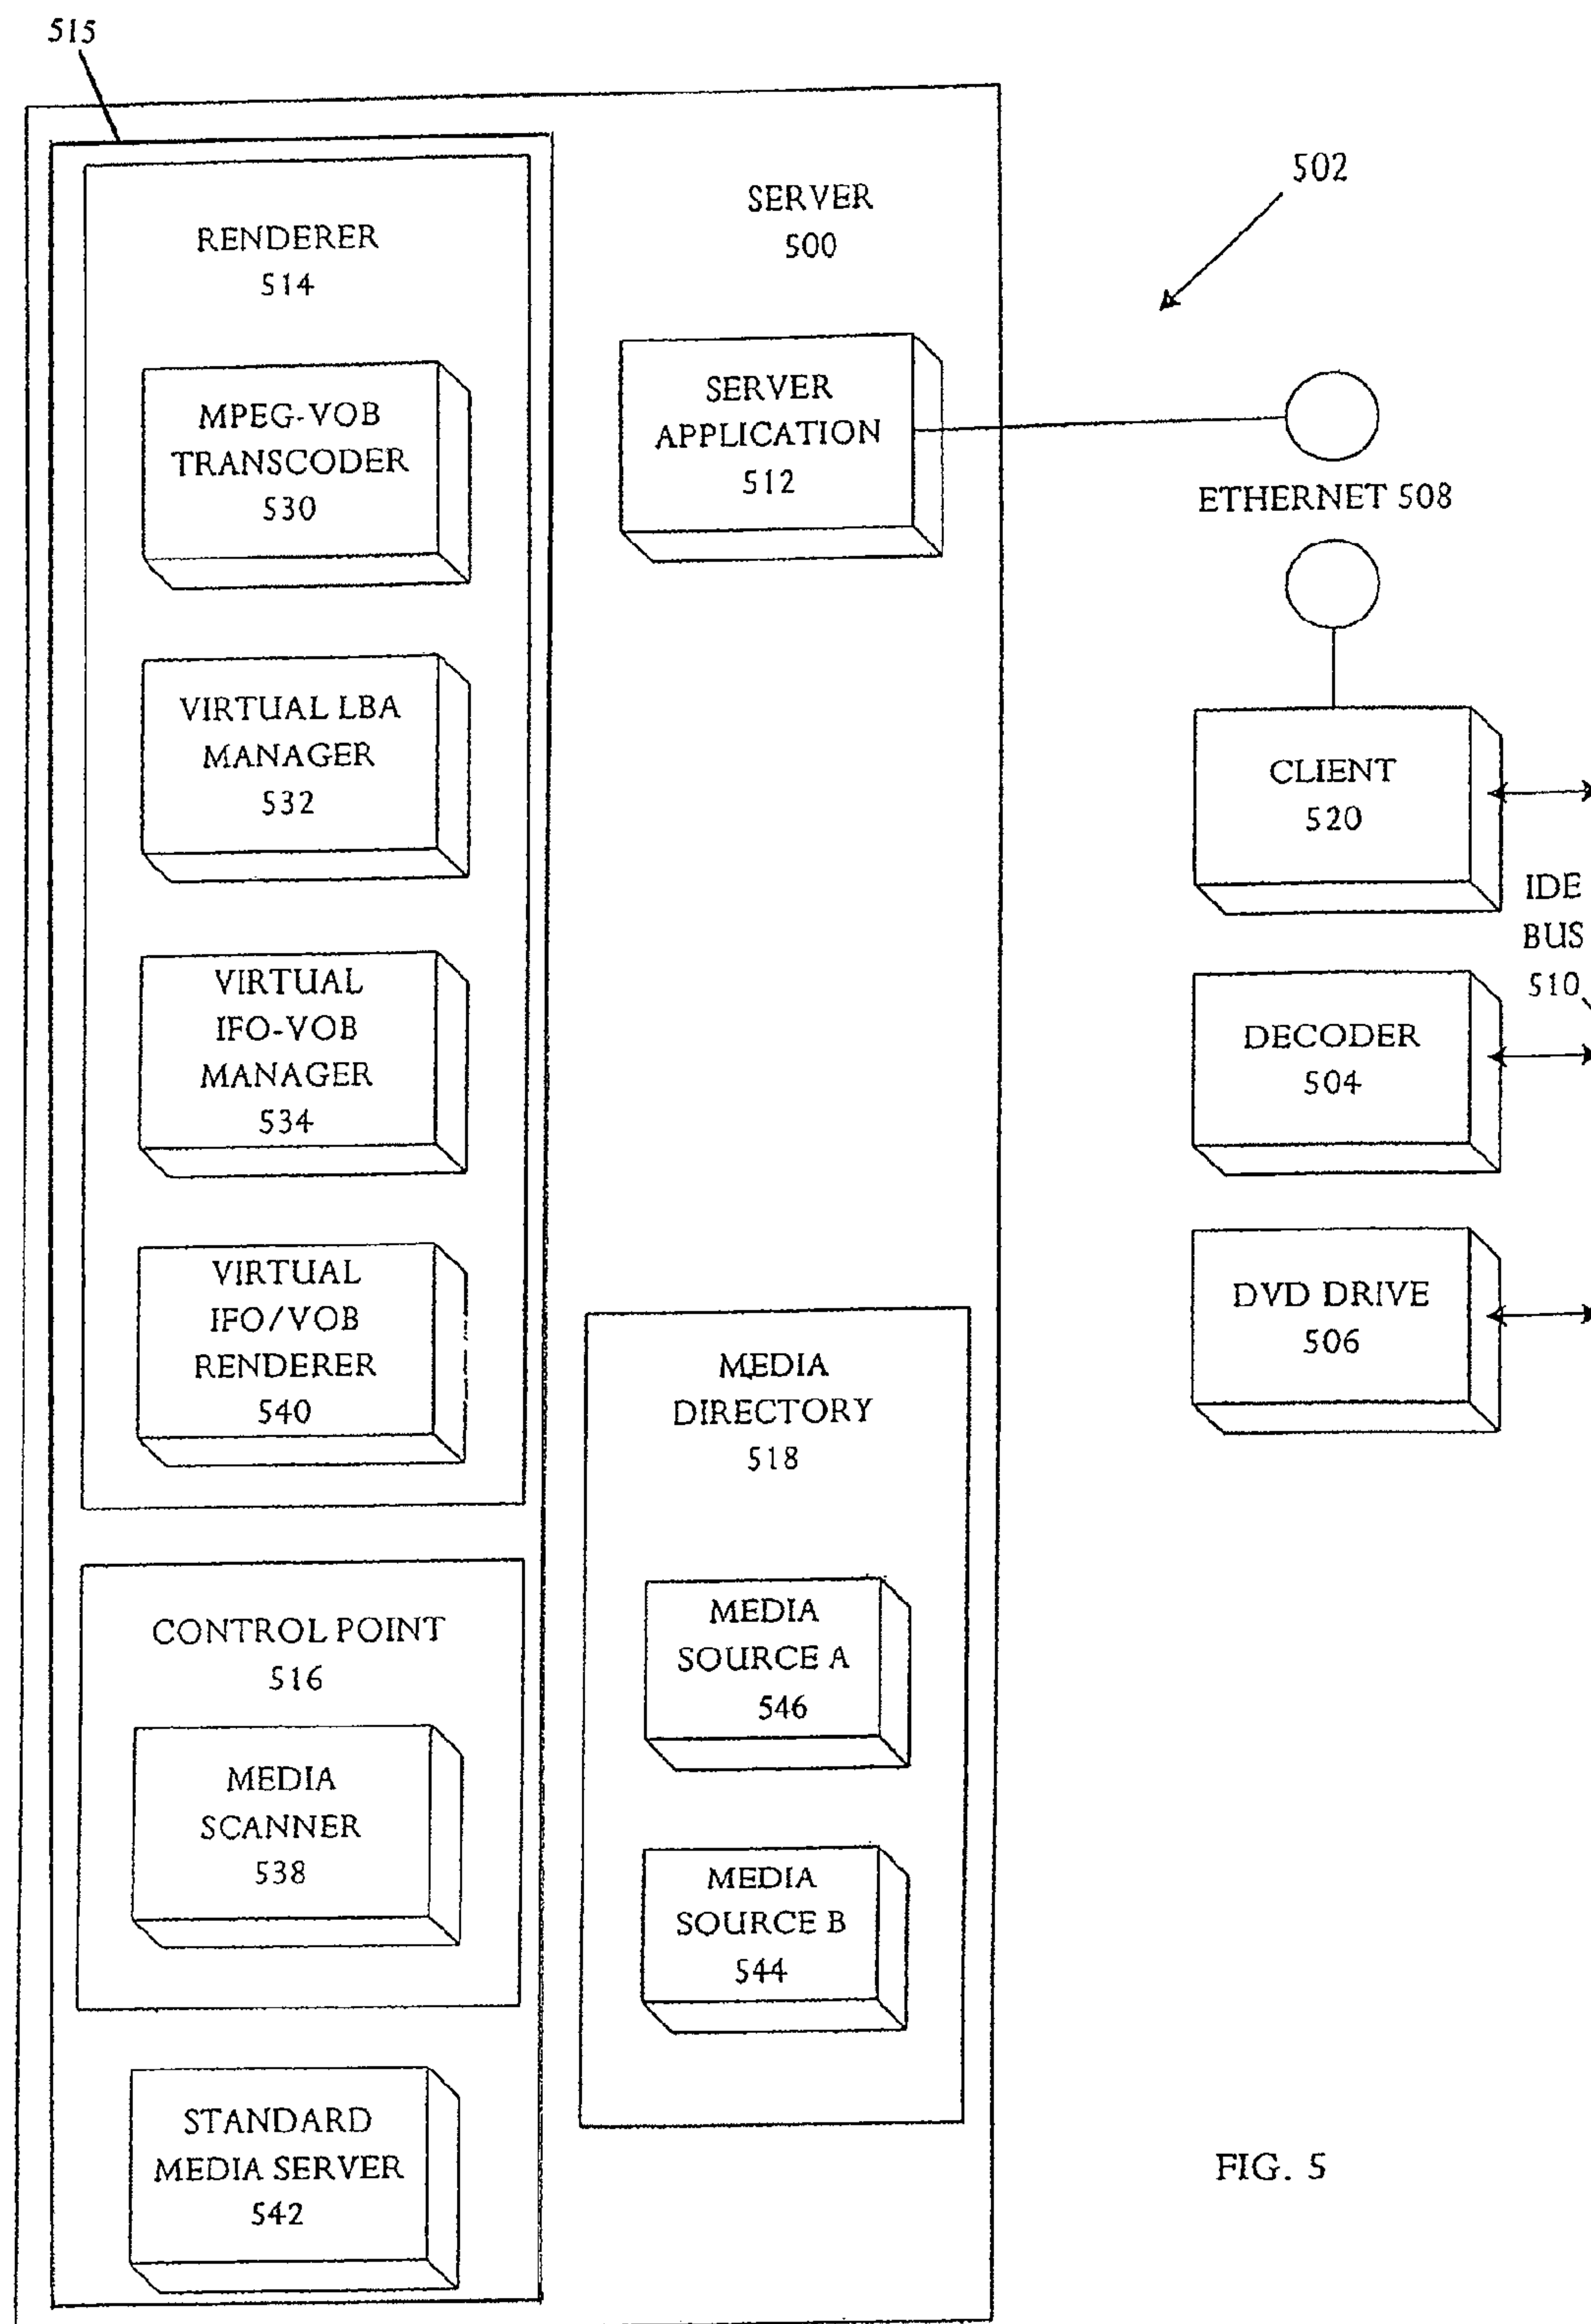 515
502
SERVER
500
RENDERER
514
MPEG-VOB
TRANSCODER
530
SERVER
APPLICATION
512
ETHERNET 508
VIRTUAL LBA
MANAGER
532
CLIENT
520
IDE
BUS
510
VIRTUAL
IFO-VOB
MANAGER
534
DECODER
504
VIRTUAL
IFO/VOB
RENDERER
540
DVD DRIVE
506
MEDIA
DIRECTORY
518
CONTROL POINT
516
MEDIA
SCANNER
538
MEDIA
SOURCE A
546
MEDIA
SOURCE B
544
STANDARD
MEDIA SERVER
542
FIG. 5